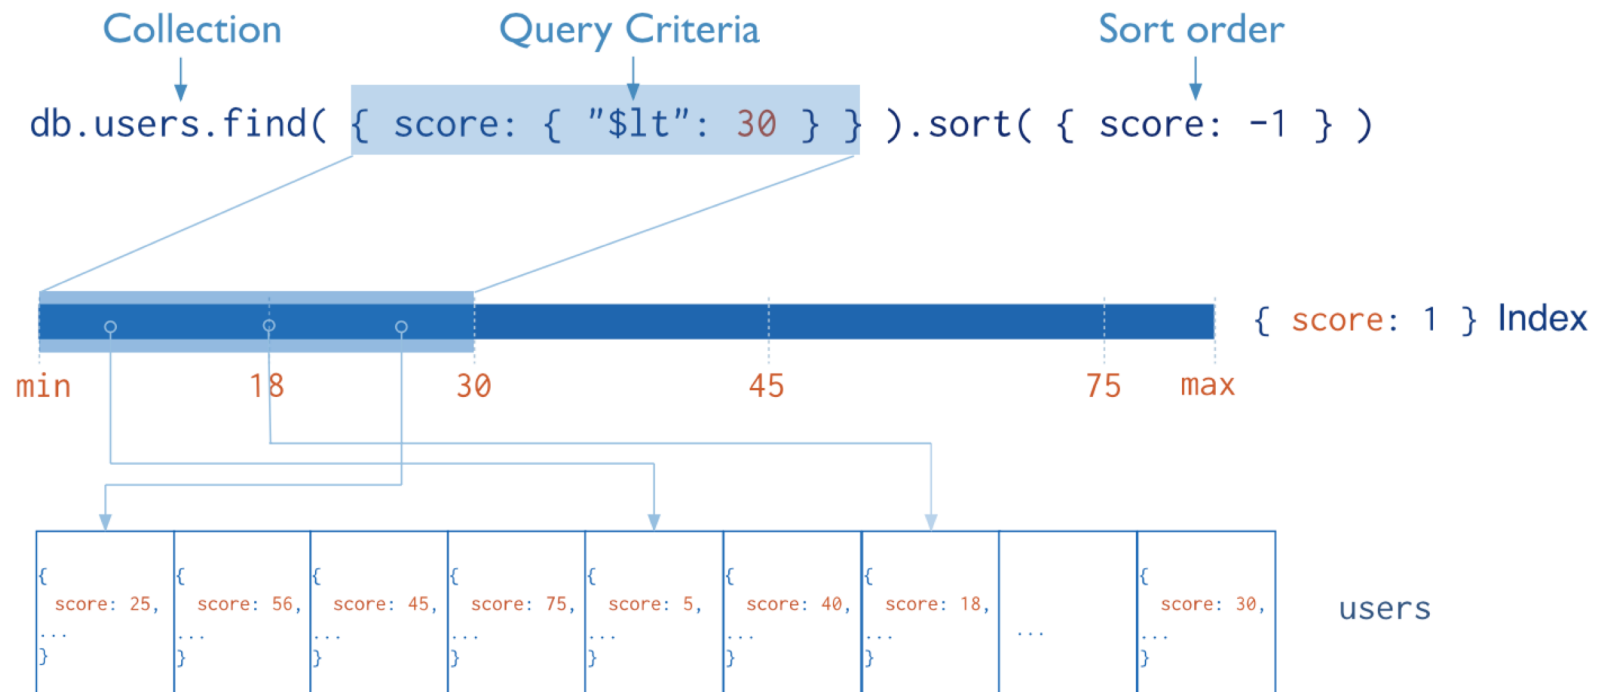 Collection Query Criteria Sort order
db.users.find( { score: { "$lt": 30 } } ).sort( { score: -1 } )
{ score: 1 } Index
min 18 30 45 75 max
{
score: 25,
...
}
{
score: 56,
...
}
{
score: 45,
...
}
{
score: 75,
...
}
{
score: 5,
...
}
{
score: 40,
...
}
{
score: 18,
...
}
...
{
score: 30,
...
}
users